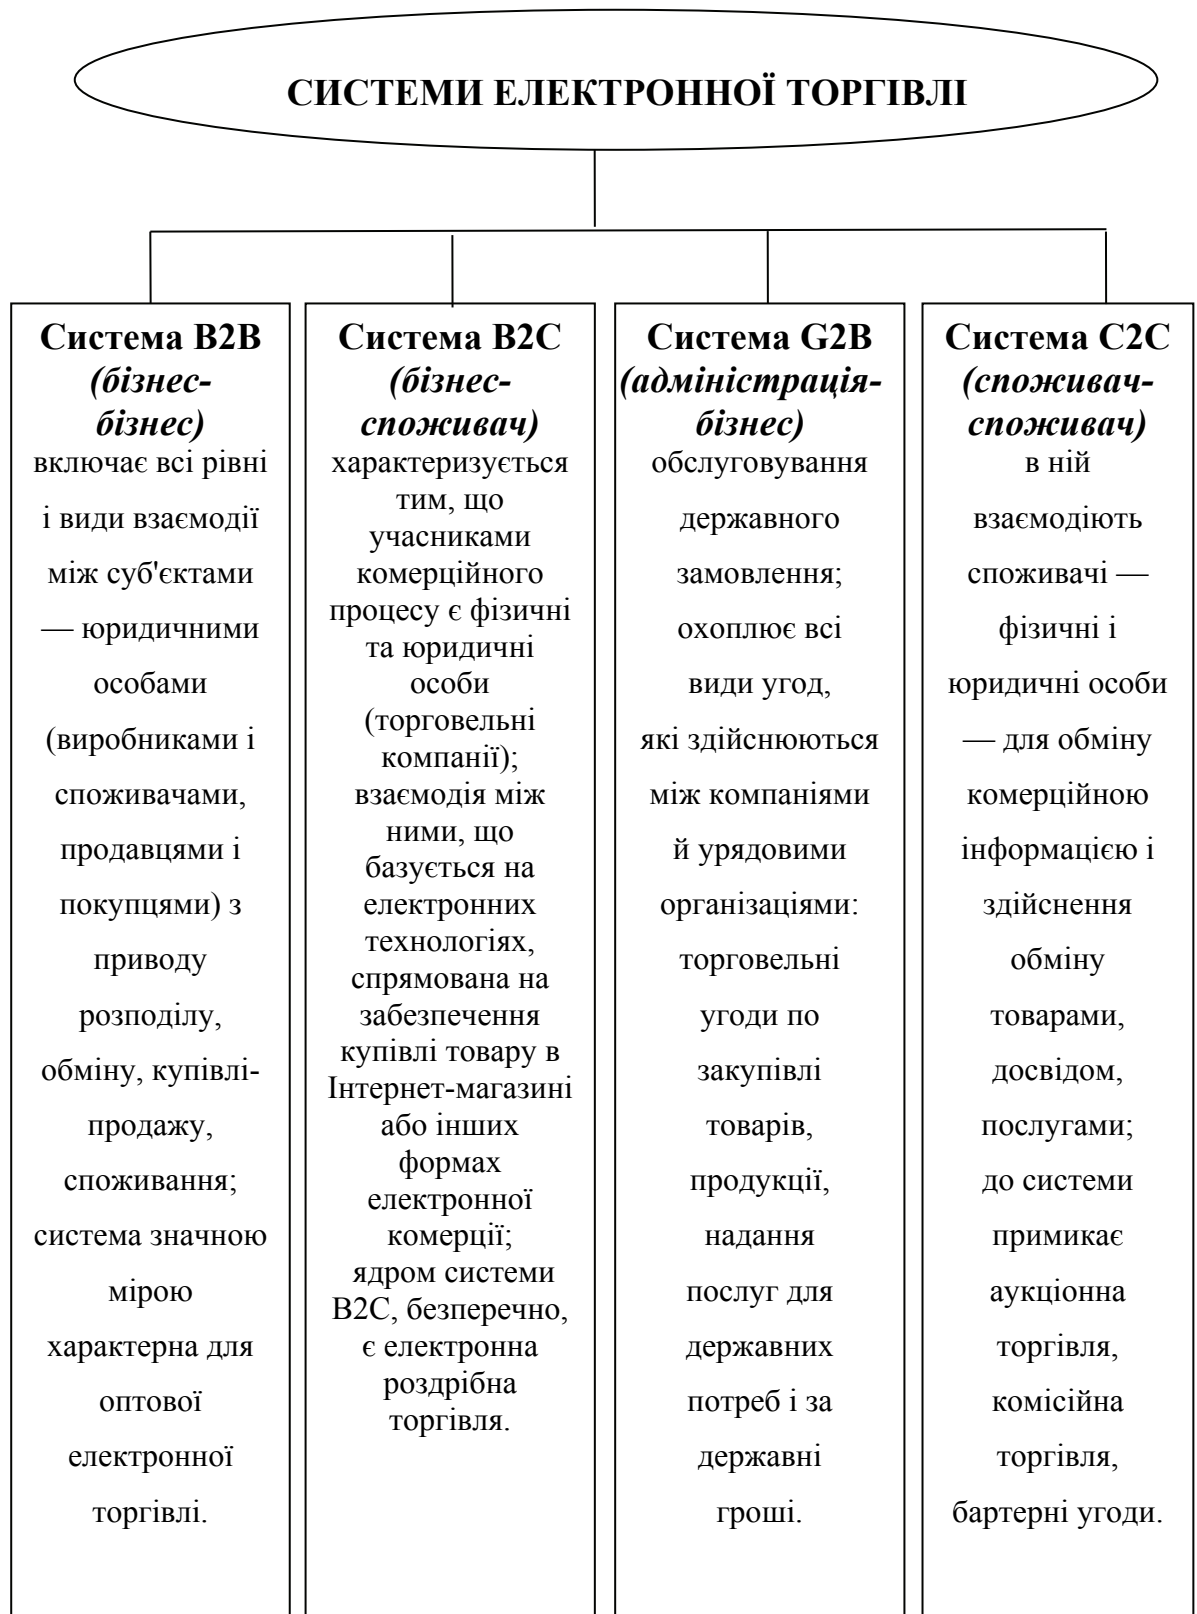 СИСТЕМИ ЕЛЕКТРОННОЇ ТОРГІВЛІ
Система B2B
(бізнес-
бізнес)
включає всі рівні
і види взаємодії
між суб'єктами
— юридичними
особами
(виробниками і
споживачами,
продавцями і
покупцями) з
приводу
розподілу,
обміну, купівлі-
продажу,
споживання;
система значною
мірою
характерна для
оптової
електронної
торгівлі.
Система B2C
(бізнес-
споживач)
характеризується
тим, що
учасниками
комерційного
процесу є фізичні
та юридичні
особи
(торговельні
компанії);
взаємодія між
ними, що
базується на
електронних
технологіях,
спрямована на
забезпечення
купівлі товару в
Інтернет-магазині
або інших
формах
електронної
комерції;
ядром системи
B2C, безперечно,
є електронна
роздрібна
торгівля.
Система G2B
(адміністрація-
бізнес)
обслуговування
державного
замовлення;
охоплює всі
види угод,
які здійснюються
між компаніями
й урядовими
організаціями:
торговельні
угоди по
закупівлі
товарів,
продукції,
надання
послуг для
державних
потреб і за
державні
гроші.
Система C2C
(споживач-
споживач)
в ній
взаємодіють
споживачі —
фізичні і
юридичні особи
— для обміну
комерційною
інформацією і
здійснення
обміну
товарами,
досвідом,
послугами;
до системи
примикає
аукціонна
торгівля,
комісійна
торгівля,
бартерні угоди.